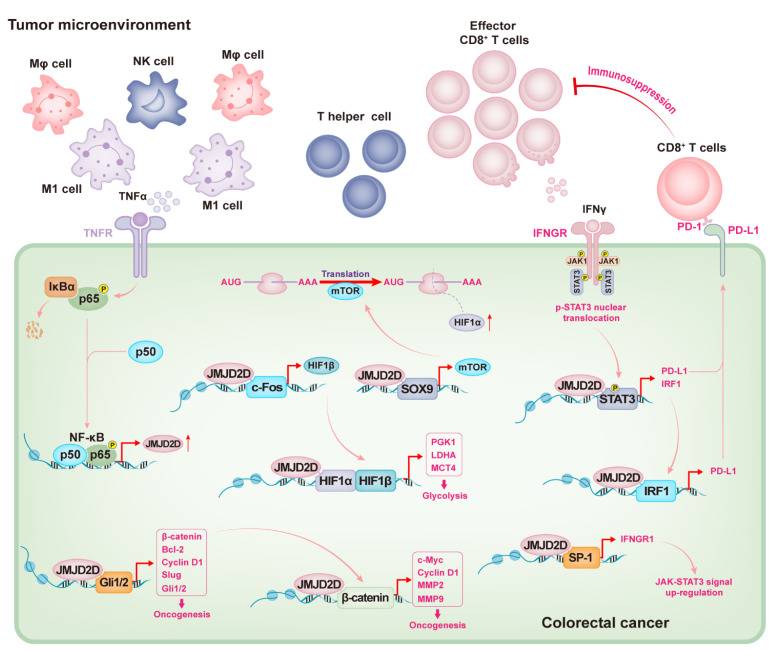 Tumor microenvironment
Effector
CD8⁺ T cells
Mφ cell
NK cell
Mφ cell
Immunosuppression
T helper cell
CD8⁺ T cells
M1 cell
TNFα
M1 cell
TNFR
IFNγ
IFNGR
PD-1
PD-L1
P
JAK1
P
JAK1
STAT3
P
P
STAT3
IκBα
p65
P
AUG
AAA
Translation
mTOR
AUG
AAA
HIF1α
p-STAT3 nuclear
translocation
p50
JMJD2D
c-Fos
HIF1β
JMJD2D
SOX9
mTOR
JMJD2D
P
STAT3
PD-L1
IRF1
NF-κB
p50
p65
P
JMJD2D
JMJD2D
HIF1α
HIF1β
PGK1
LDHA
MCT4
Glycolysis
JMJD2D
IRF1
PD-L1
JMJD2D
Gli1/2
β-catenin
Bcl-2
Cyclin D1
Slug
Gli1/2
Oncogenesis
JMJD2D
β-catenin
c-Myc
Cyclin D1
MMP2
MMP9
Oncogenesis
JMJD2D
SP-1
IFNGR1
JAK-STAT3 signal
up-regulation
Colorectal cancer